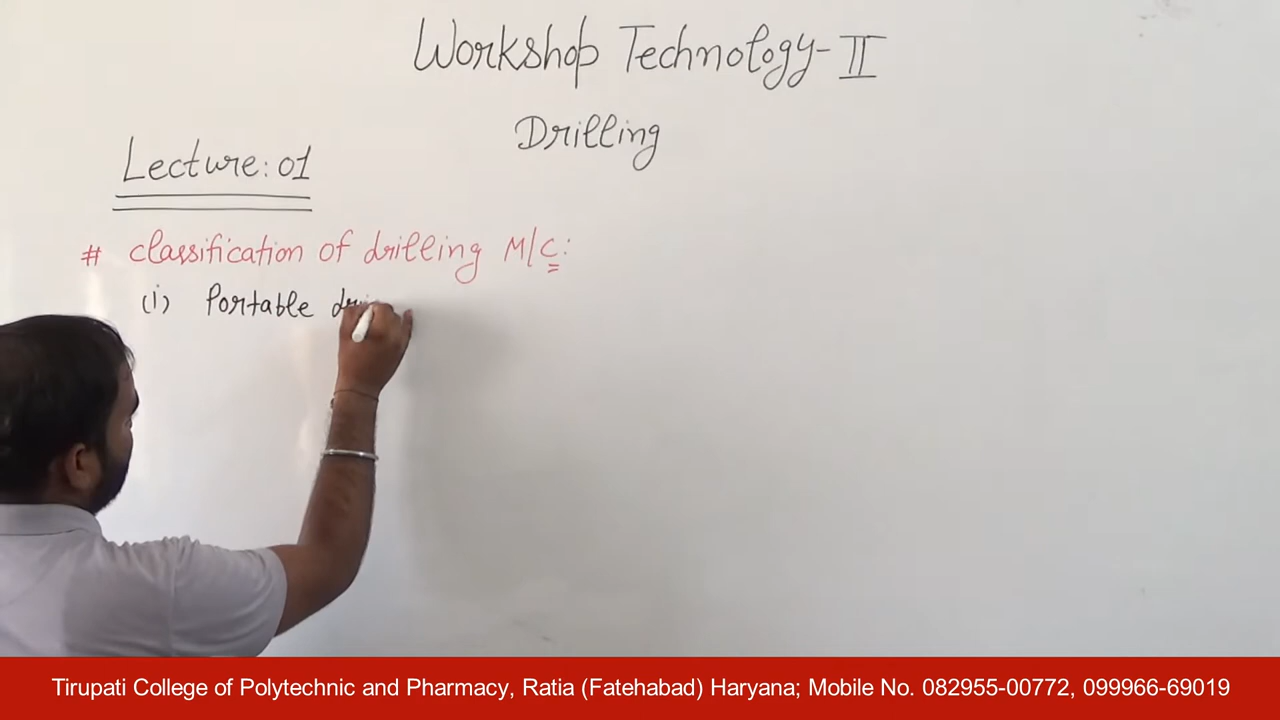 Workshop Technology-II
Drilling
Lecture: 01
# classification of drilling M/C:
(i) Portable
Tirupati College of Polytechnic and Pharmacy, Ratia (Fatehabad) Haryana; Mobile No. 082955-00772, 099966-69019